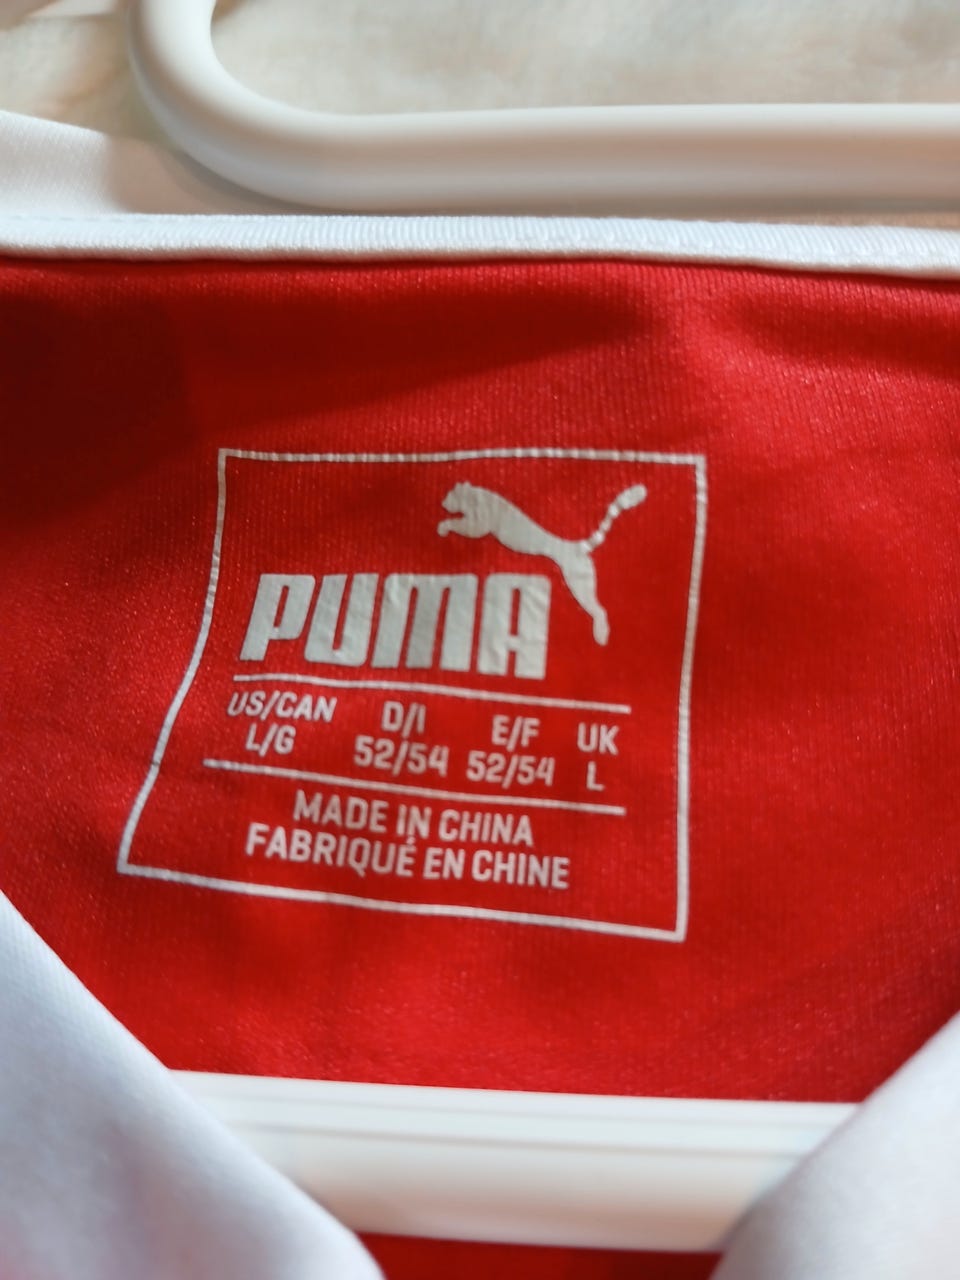 PUMA
US/CAN D/I E/F UK
L/G 52/54 52/54 L
MADE IN CHINA
FABRIQUÉ EN CHINE